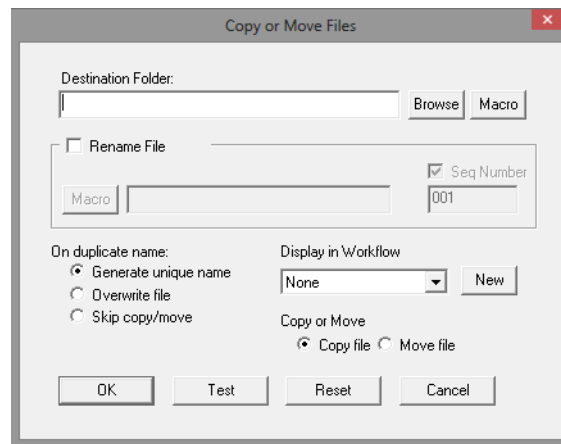 Copy or Move Files
Destination Folder:
Browse Macro
Rename File
Seq Number
Macro 001
On duplicate name: Display in Workflow
Generate unique name None New
Overwrite file
Skip copy/move Copy or Move
Copy file Move file
OK Test Reset Cancel